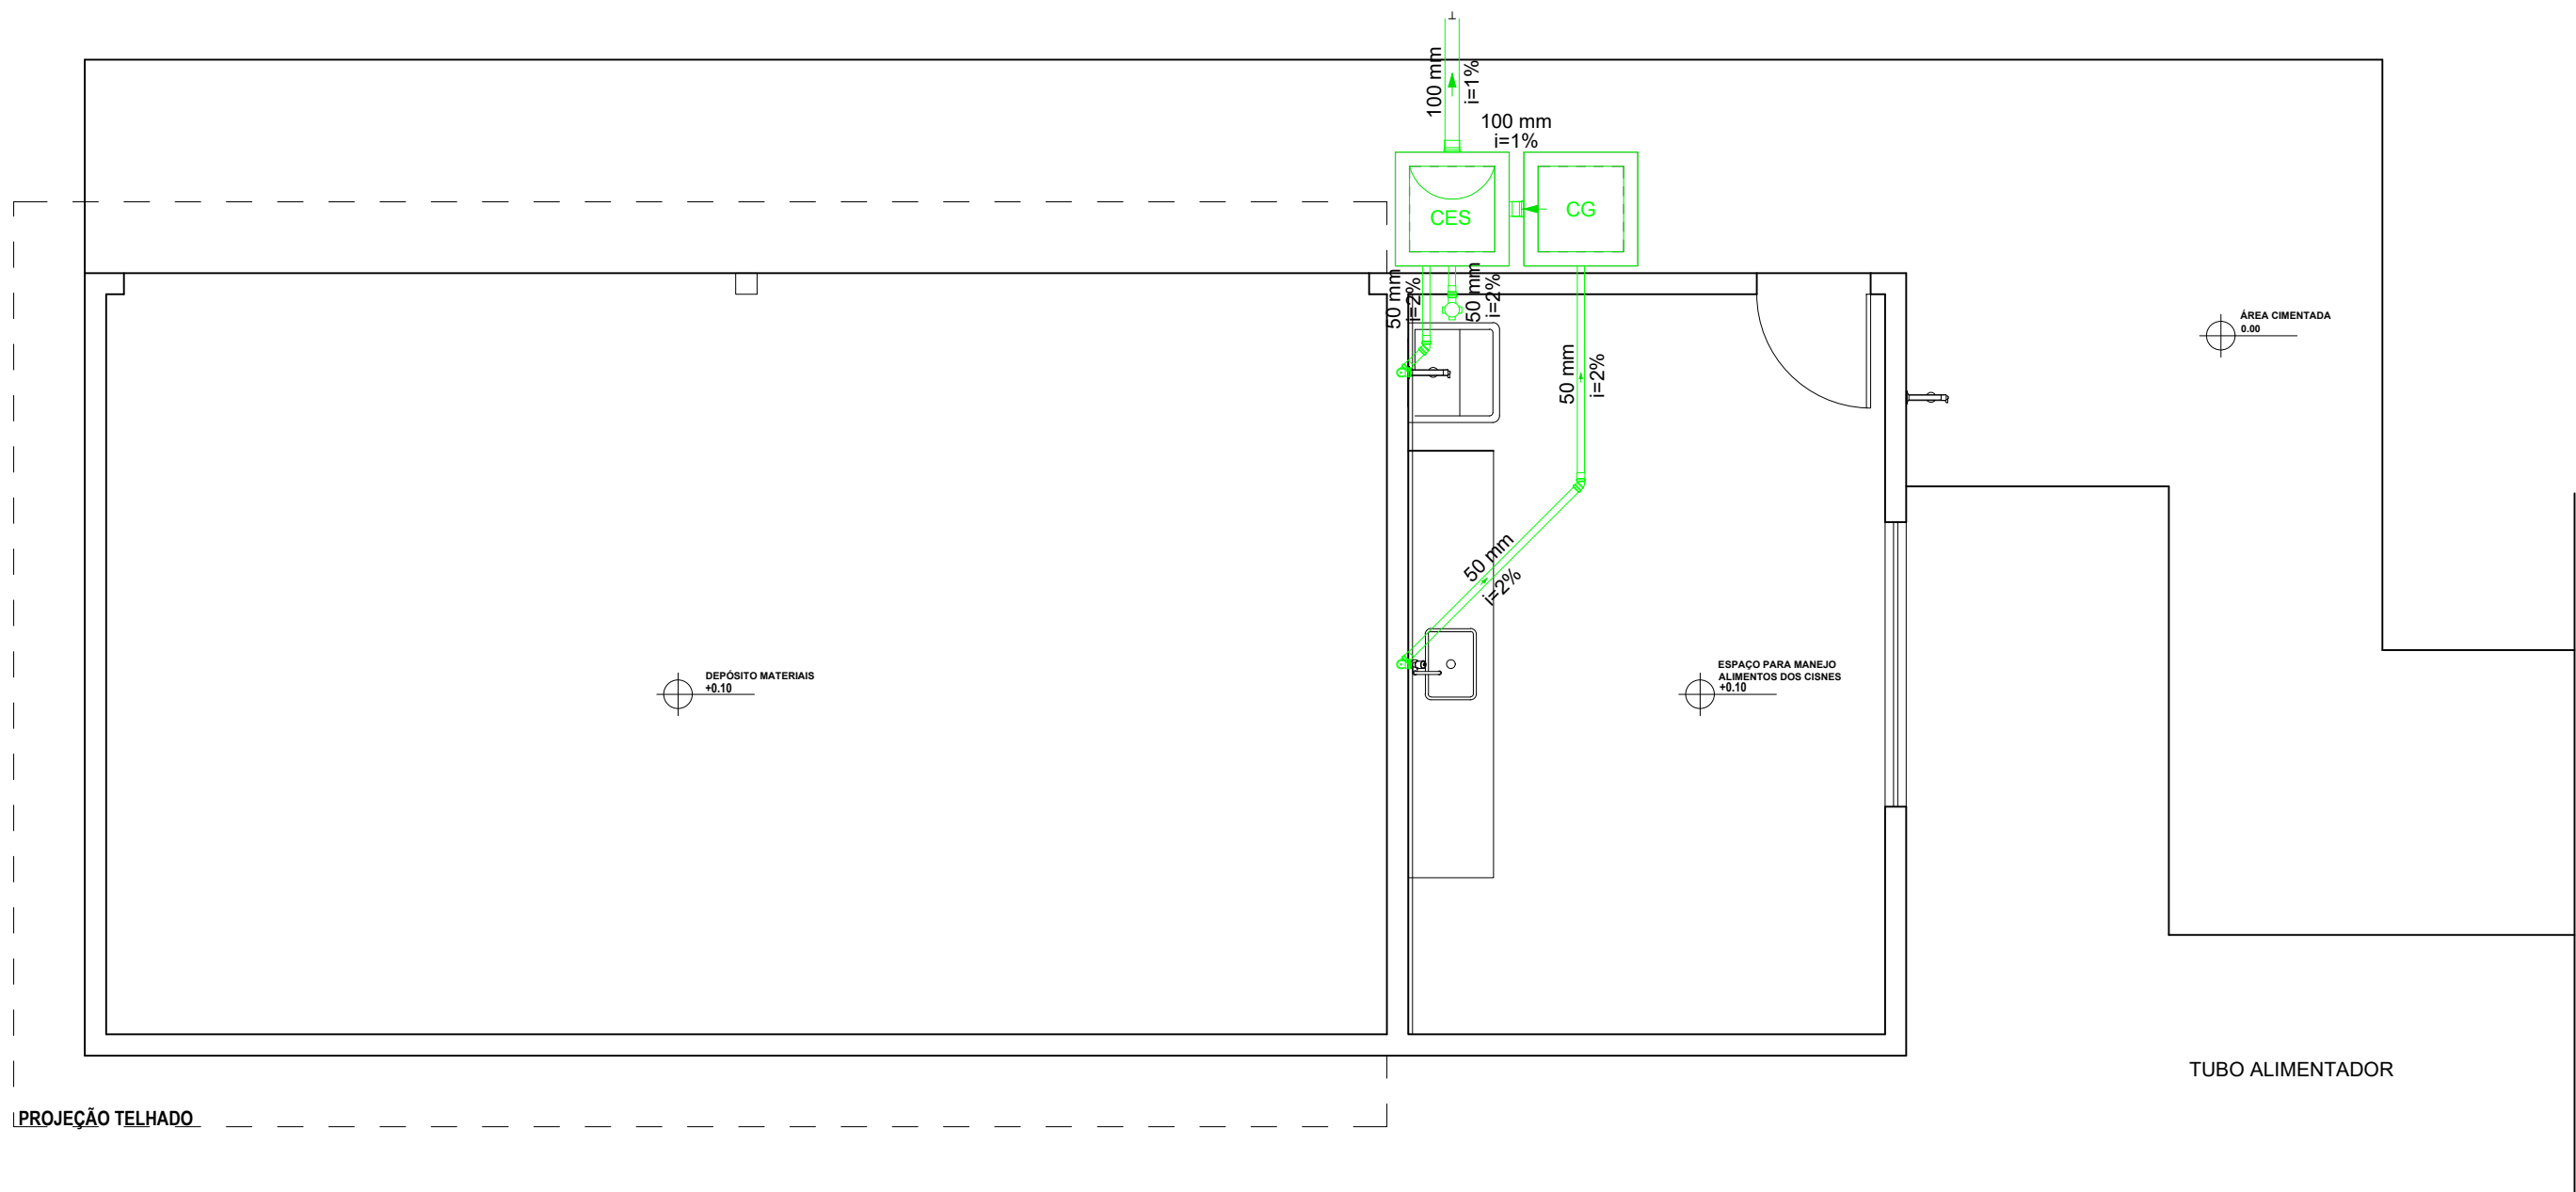 100 mm
i=1%
100 mm
i=1%
CES
CG
50 mm
i=2%
50 mm
i=2%
50 mm
i=2%
ÁREA CIMENTADA
0.00
50 mm
i=2%
DEPÓSITO MATERIAIS
+0.10
ESPAÇO PARA MANEJO
ALIMENTOS DOS CISNES
+0.10
TUBO ALIMENTADOR
PROJEÇÃO TELHADO